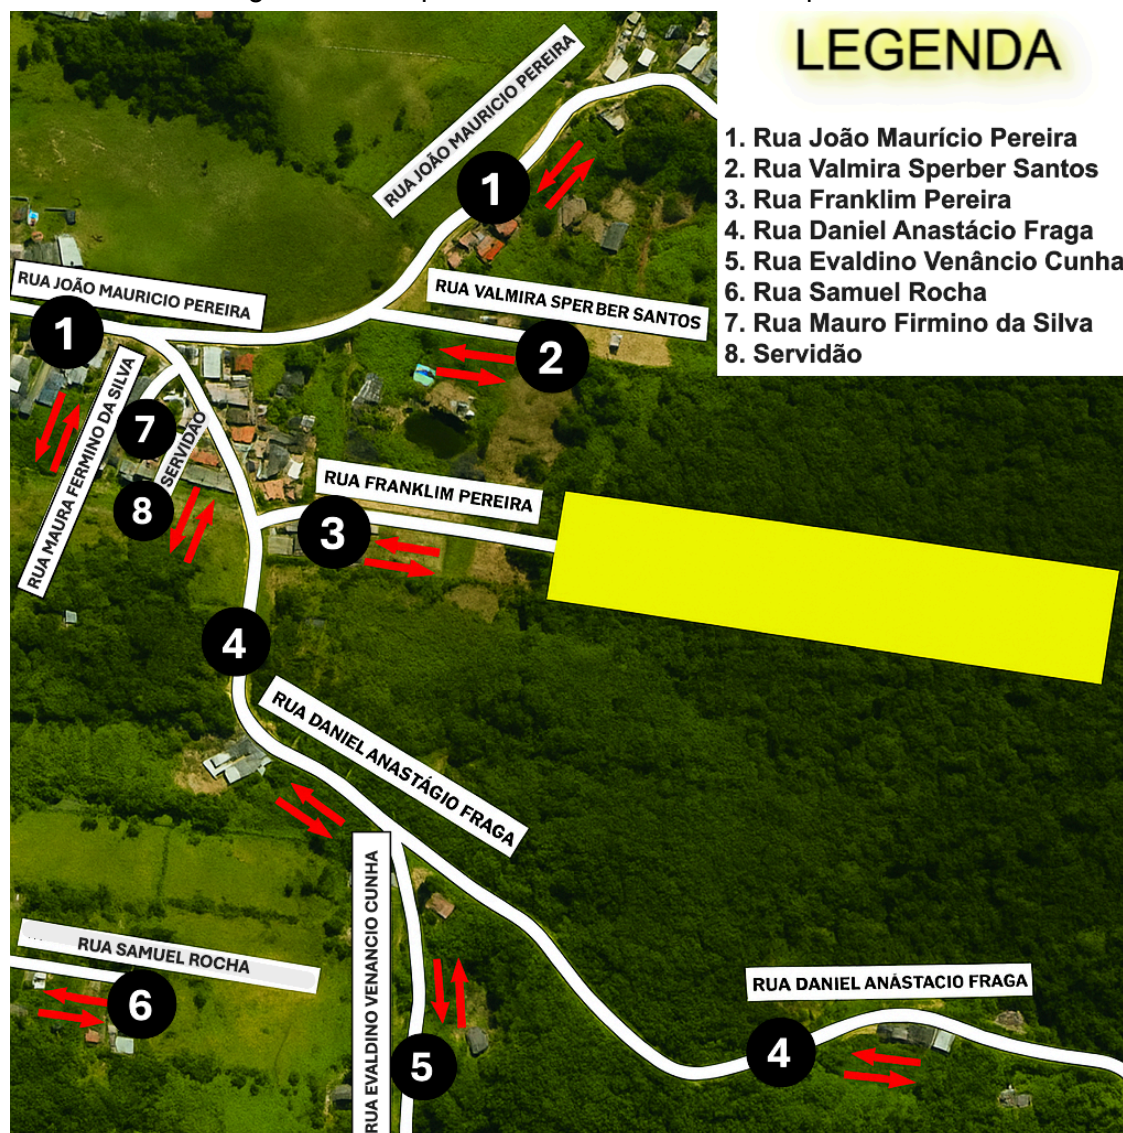 LEGENDA
1. Rua João Maurício Pereira
2. Rua Valmira Sperber Santos
3. Rua Franklim Pereira
4. Rua Daniel Anastácio Fraga
5. Rua Evaldino Venâncio Cunha
6. Rua Samuel Rocha
7. Rua Mauro Firmino da Silva
8. Servidão
RUA JOÃO MAURICIO PEREIRA
1
RUA JOÃO MAURICIO PEREIRA
1
RUA VALMIRA SPERBER SANTOS
2
RUA MAURA FERMINO DA SILVA
7
SERVIDÃO
8
RUA FRANKLIM PEREIRA
3
4
RUA DANIEL ANASTÁGIO FRAGA
RUA EVALDINO VENANCIO CUNHA
5
RUA SAMUEL ROCHA
6
RUA DANIEL ANÁSTACIO FRAGA
4